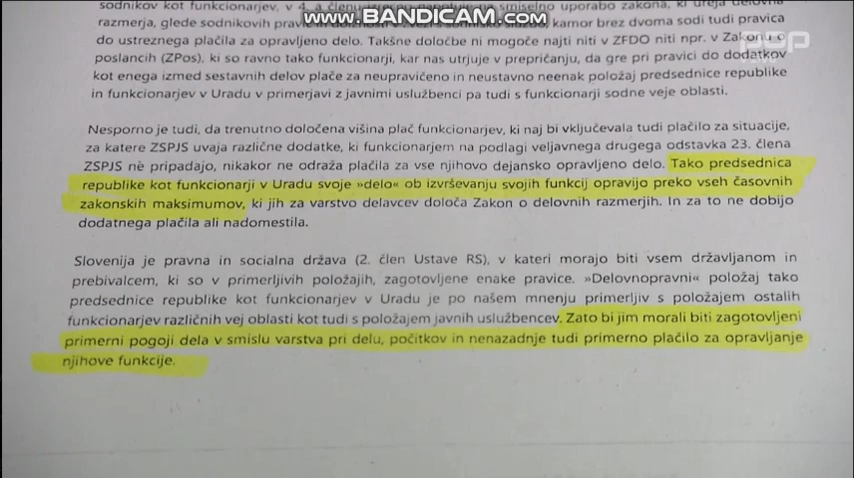 WWW.BANDICAM.COM
pop
sodnikov kot funkcionarjev, v 4. a členu izrecno napotuje na smiselno uporabo zakona, ki ureja delovna
razmerja, glede sodnikovih pravic in dolžnosti v zvezi s sodniško službo, kamor brez dvoma sodi tudi pravica
do ustreznega plačila za opravljeno delo. Takšne določbe ni mogoče najti niti v ZFDO niti npr. v Zakonu o
poslancih (ZPos), ki so ravno tako funkcionarji, kar nas utrjuje v prepričanju, da gre pri pravici do dodatkov
kot enega izmed sestavnih delov plače za neupravičeno in neustavno neenak položaj predsednice republike
in funkcionarjev v Uradu v primerjavi z javnimi uslužbenci pa tudi s funkcionarji sodne veje oblasti.
Nesporno je tudi, da trenutno določena višina plač funkcionarjev, ki naj bi vključevala tudi plačilo za situacije,
za katere ZSPJS uvaja različne dodatke, ki funkcionarjem na podlagi veljavnega drugega odstavka 23. člena
ZSPJS ne pripadajo, nikakor ne odraža plačila za vse njihovo dejansko opravljeno delo. Tako predsednica
republike kot funkcionarji v Uradu svoje »delo« ob izvrševanju svojih funkcij opravijo preko vseh časovnih
zakonskih maksimumov, ki jih za varstvo delavcev določa Zakon o delovnih razmerjih. In za to ne dobijo
dodatnega plačila ali nadomestila.
Slovenija je pravna in socialna država (2. člen Ustave RS), v kateri morajo biti vsem državljanom in
prebivalcem, ki so v primerljivih položajih, zagotovljene enake pravice. »Delovnopravni« položaj tako
predsednice republike kot funkcionarjev v Uradu je po našem mnenju primerljiv s položajem ostalih
funkcionarjev različnih vej oblasti kot tudi s položajem javnih uslužbencev. Zato bi jim morali biti zagotovljeni
primerni pogoji dela v smislu varstva pri delu, počitkov in nenazadnje tudi primerno plačilo za opravljanje
njihove funkcije.